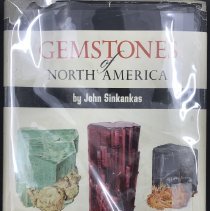 GEMSTONES
of
NORTH AMERICA
by John Sinkankas